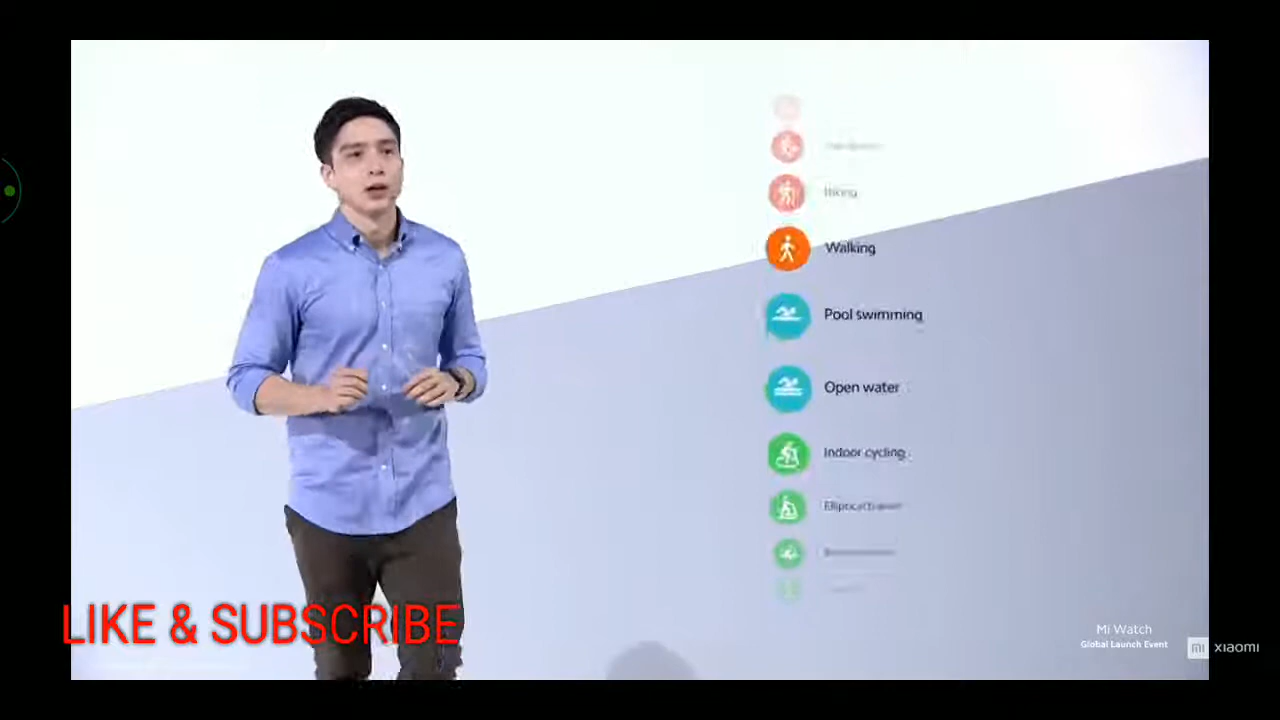 Hiking
Walking
Pool swimming
Open water
Indoor cycling
LIKE & SUBSCRIBE
Mi Watch
Global Launch Event
mi xiaomi